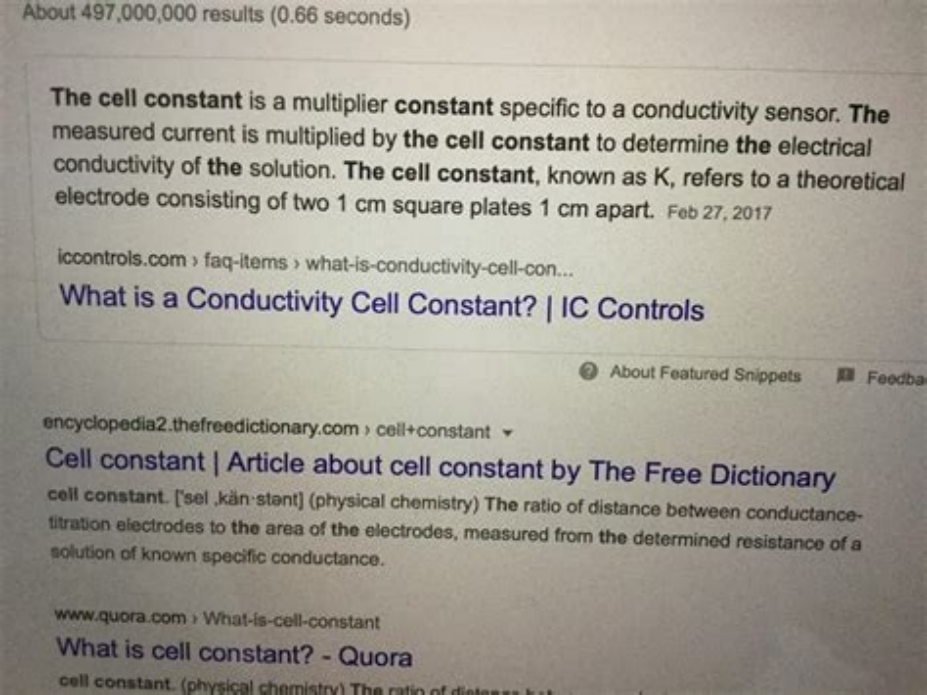 About 497,000,000 results (0.66 seconds)
The cell constant is a multiplier constant specific to a conductivity sensor. The
measured current is multiplied by the cell constant to determine the electrical
conductivity of the solution. The cell constant, known as K, refers to a theoretical
electrode consisting of two 1 cm square plates 1 cm apart. Feb 27, 2017
iccontrols.com › faq-items › what-is-conductivity-cell-con...
What is a Conductivity Cell Constant? | IC Controls
About Featured Snippets Feedba
encyclopedia2.thefreedictionary.com › cell+constant
Cell constant | Article about cell constant by The Free Dictionary
cell constant. ['sel ‚kän·stənt] (physical chemistry) The ratio of distance between conductance-
titration electrodes to the area of the electrodes, measured from the determined resistance of a
solution of known specific conductance.
www.quora.com › What-is-cell-constant
What is cell constant? - Quora
cell constant. (physical chemistry) The ratio of